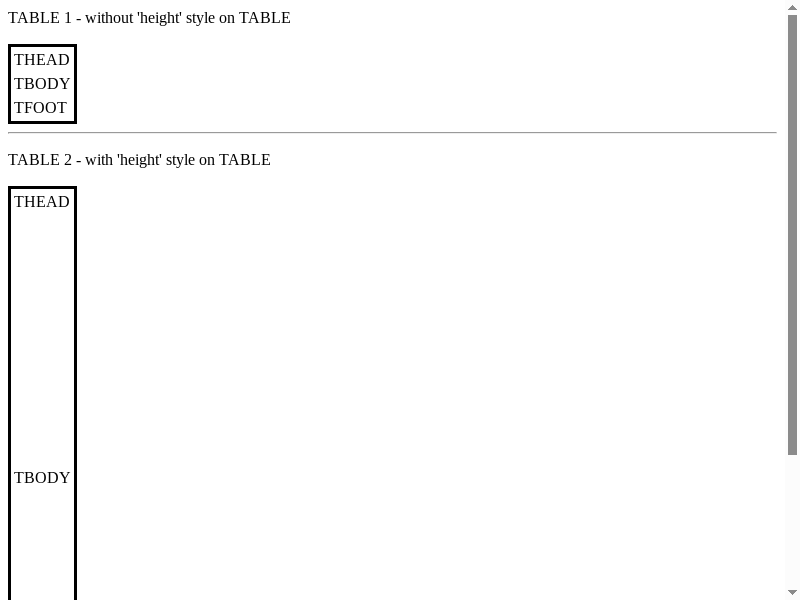 TABLE 1 - without 'height' style on TABLE
THEAD
TBODY
TFOOT
TABLE 2 - with 'height' style on TABLE
THEAD
TBODY